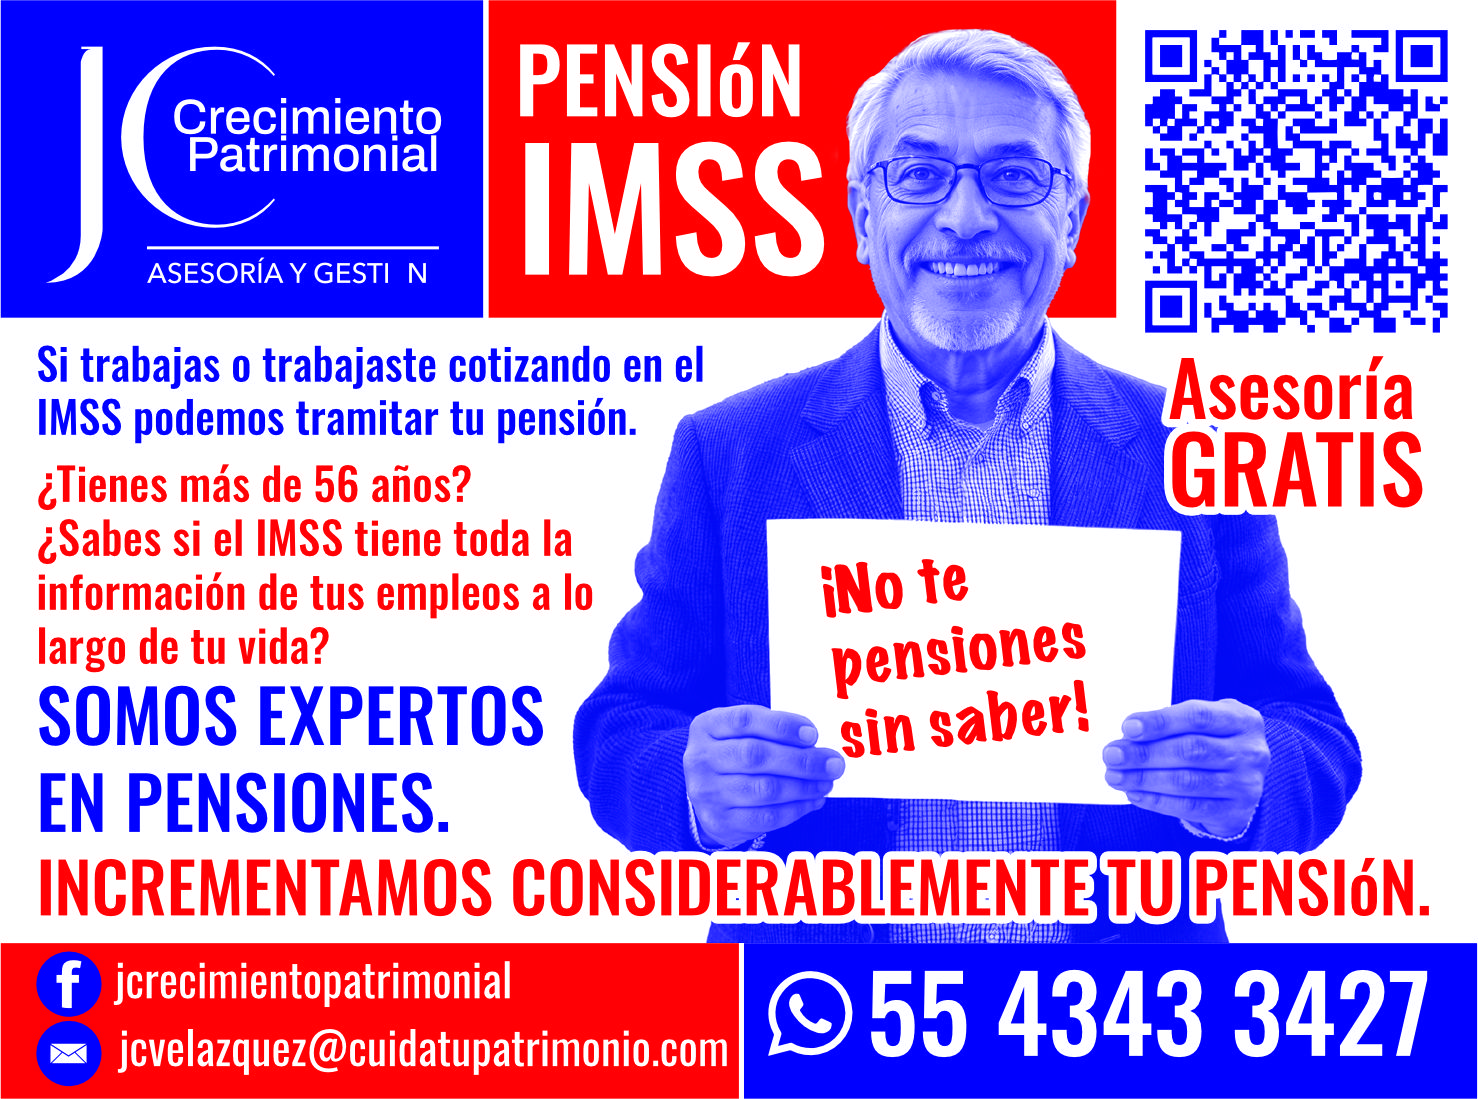 JC
Crecimiento
Patrimonial
ASESORÍA Y GESTI N
PENSIóN
IMSS
Si trabajas o trabajaste cotizando en el
IMSS podemos tramitar tu pensión.
Asesoría
GRATIS
¿Tienes más de 56 años?
¿Sabes si el IMSS tiene toda la
información de tus empleos a lo
largo de tu vida?
¡No te
pensiones
sin saber!
SOMOS EXPERTOS
EN PENSIONES.
INCREMENTAMOS CONSIDERABLEMENTE TU PENSIóN.
jcrecimientopatrimonial
jcvelazquez@cuidatupatrimonio.com
55 4343 3427